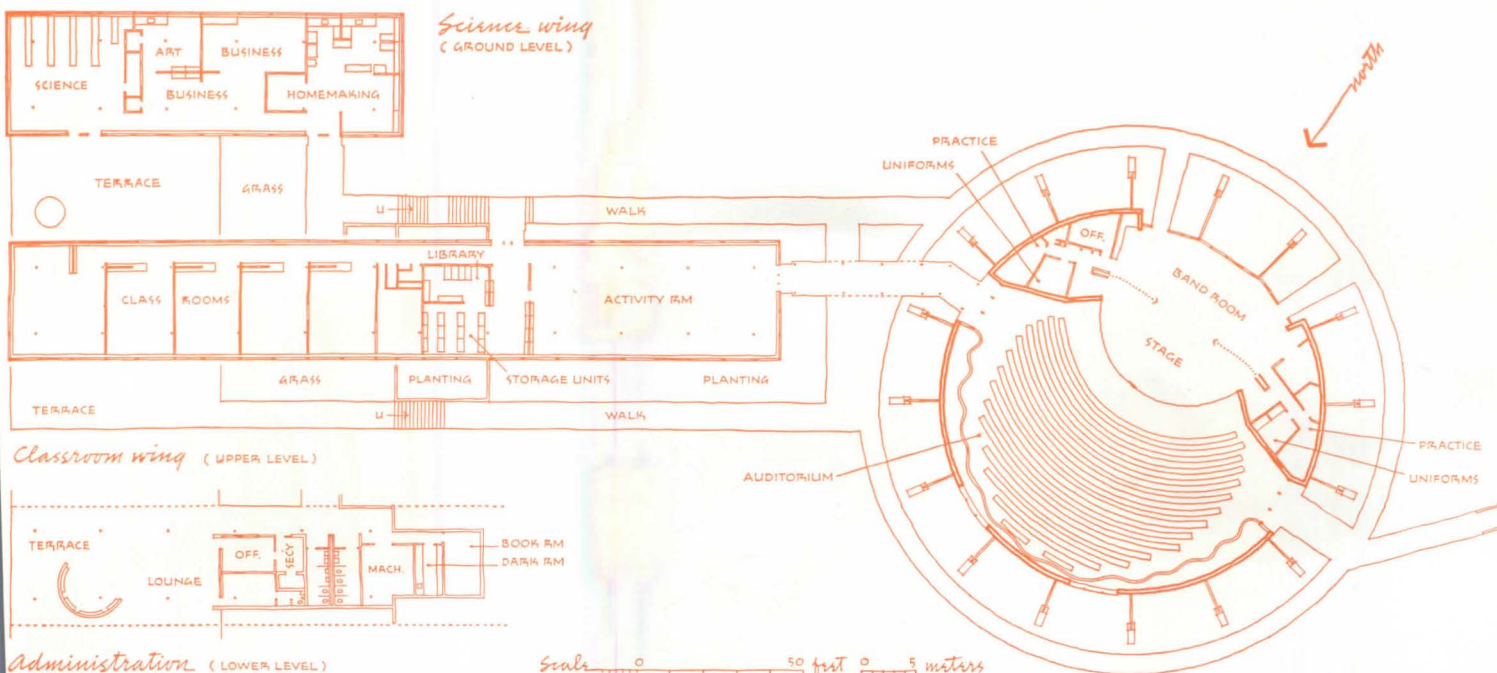 Science wing
( GROUND LEVEL )
ART
BUSINESS
SCIENCE
BUSINESS
HOMEMAKING
north
PRACTICE
UNIFORMS
TERRACE
GRASS
U
WALK
OFF.
LIBRARY
BAND ROOM
CLASS ROOMS
ACTIVITY RM
STAGE
GRASS
PLANTING
STORAGE UNITS
PLANTING
TERRACE
U
WALK
PRACTICE
Classroom wing ( UPPER LEVEL )
AUDITORIUM
UNIFORMS
TERRACE
OFF.
SECY
BOOK RM
DARK RM
LOUNGE
MACH.
Administration ( LOWER LEVEL )
Scale 0 50 feet 0 5 meters